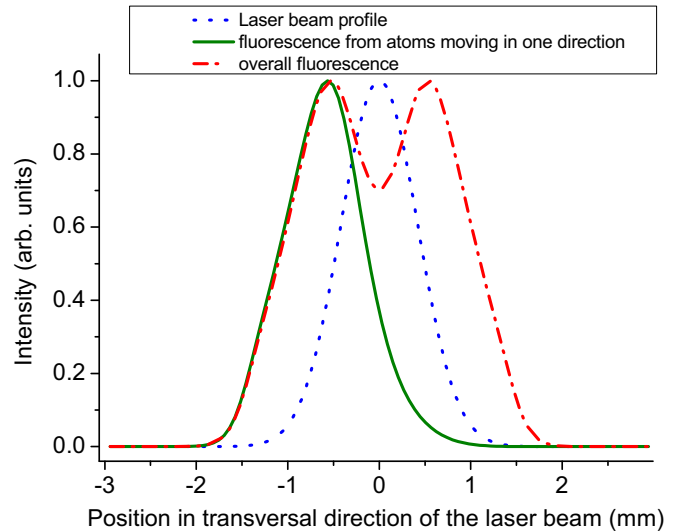 Laser beam profile
fluorescence from atoms moving in one direction
overall fluorescence
1.0
0.8
0.6
0.4
0.2
0.0
Intensity (arb. units)
-3 -2 -1 0 1 2
Position in transversal direction of the laser beam (mm)